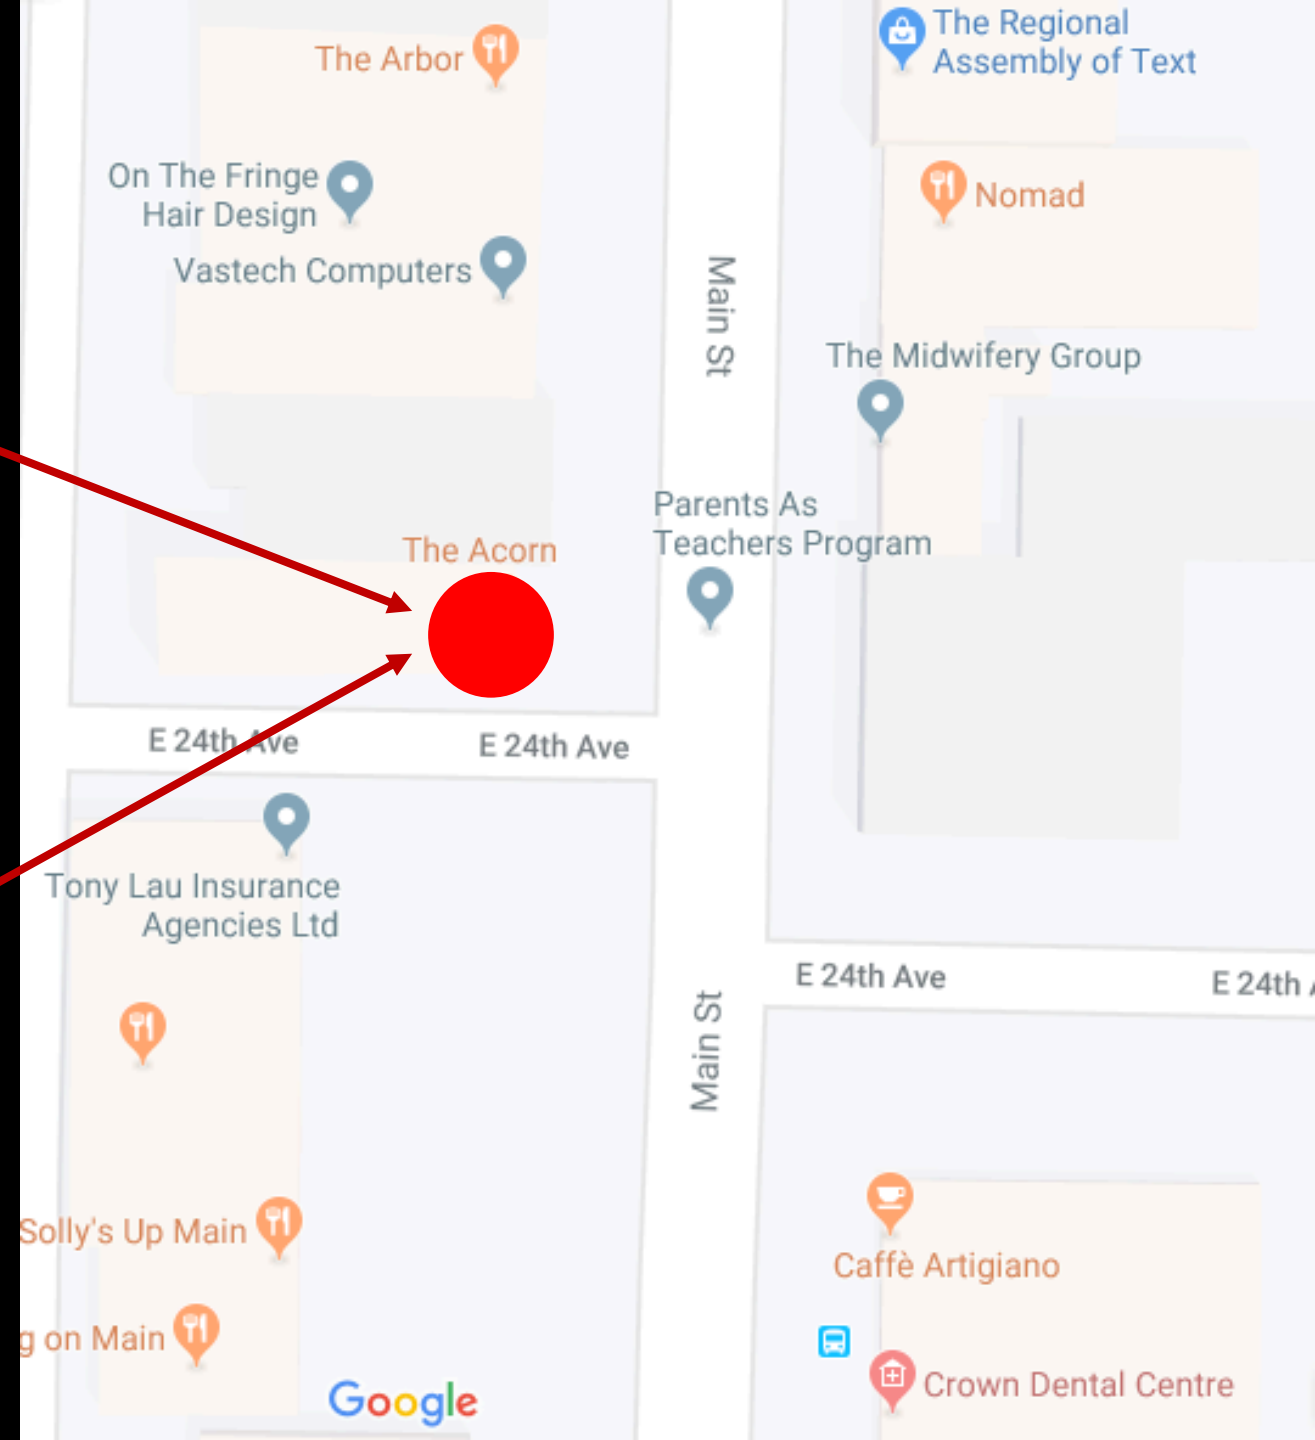 The Regional
Assembly of Text
The Arbor
On The Fringe
Hair Design
Nomad
Vastech Computers
Main St
The Midwifery Group
Parents As
Teachers Program
The Acorn
E 24th Ave
E 24th Ave
Tony Lau Insurance
Agencies Ltd
E 24th Ave
E 24th
Main St
Solly's Up Main
Caffè Artigiano
g on Main
Crown Dental Centre
Google